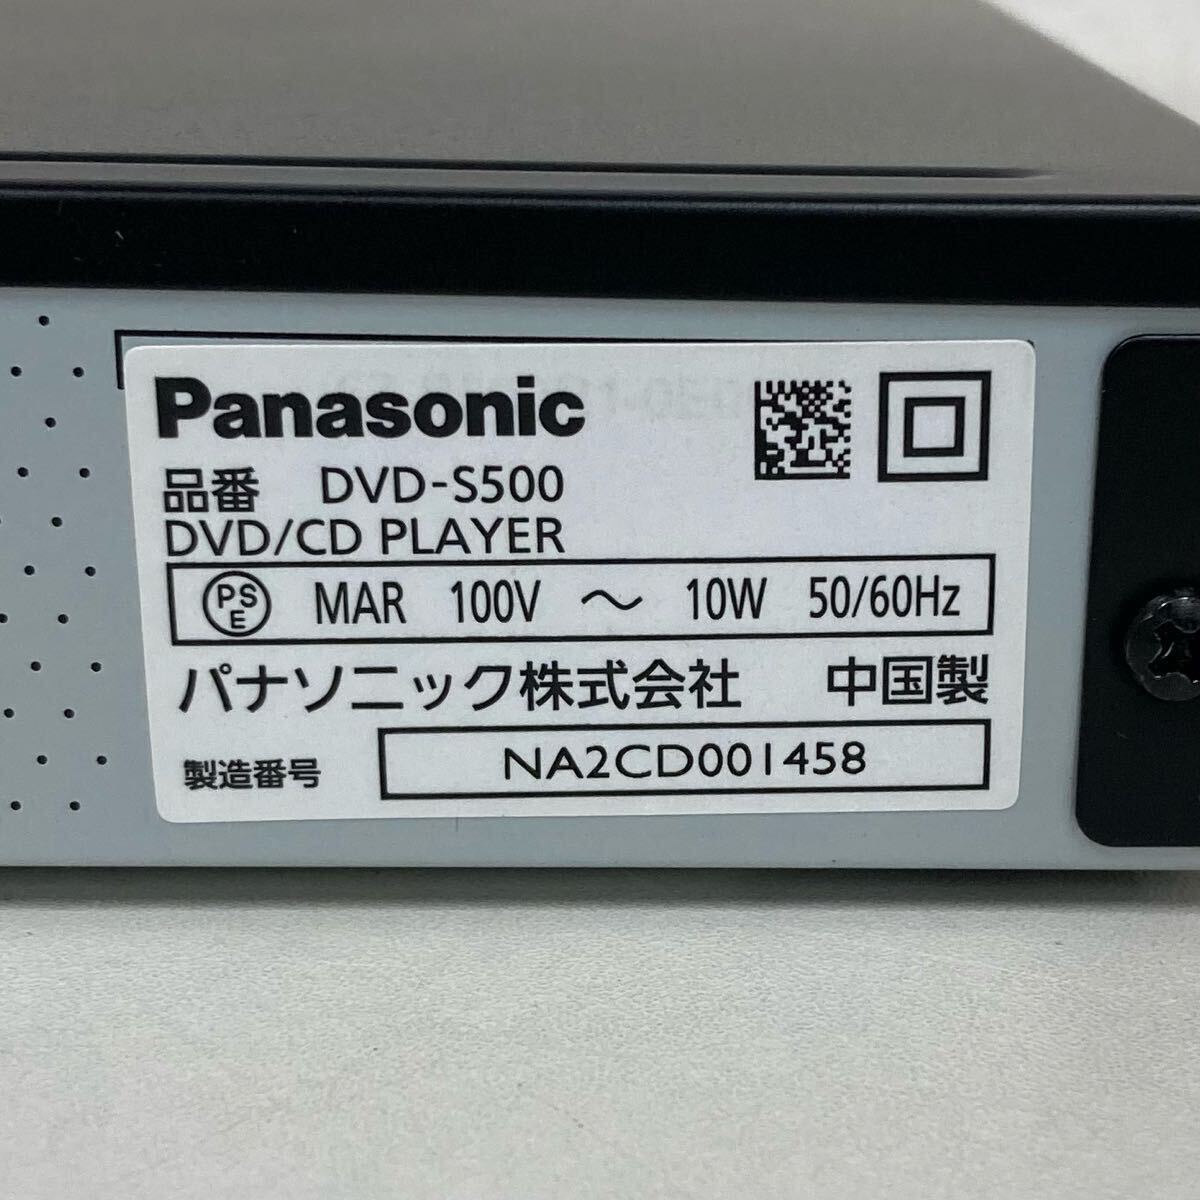 Panasonic
品番 DVD-S500
DVD/CD PLAYER
PSE MAR 100V ～ 10W 50/60Hz
パナソニック株式会社 中国製
製造番号 NA2CD001458